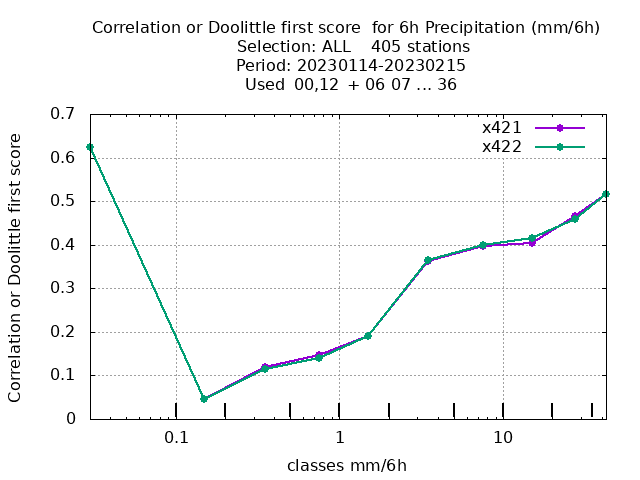 Correlation or Doolittle first score  for 6h Precipitation (mm/6h)
Selection: ALL    405 stations
Period: 20230114-20230215
Used  00,12  + 06 07 ... 36
Correlation or Doolittle first score
0.7
0.6
0.5
0.4
0.3
0.2
0.1
0
x421
x422
0.1
1
10
classes mm/6h